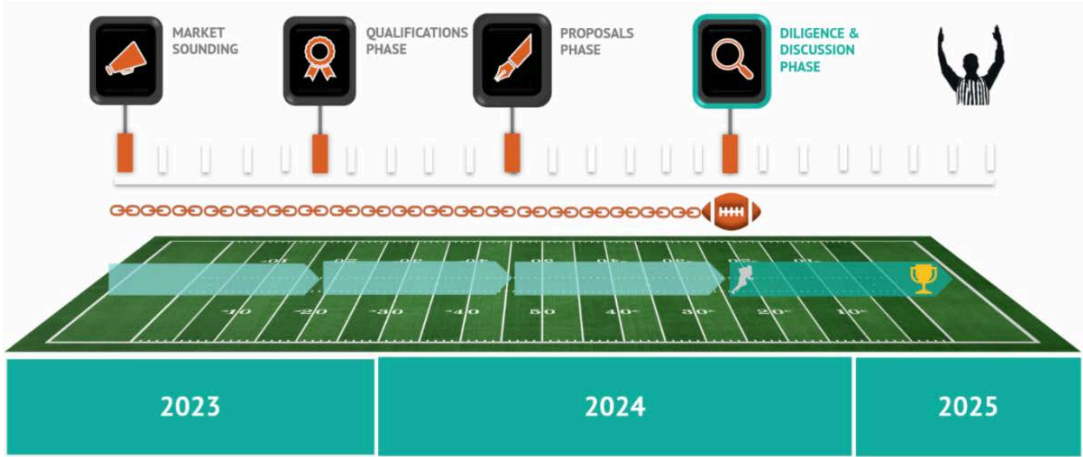 MARKET
SOUNDING
QUALIFICATIONS
PHASE
PROPOSALS
PHASE
DILIGENCE &
DISCUSSION
PHASE
10 20 30 40 50 40 30 20 10
2023
2024
2025